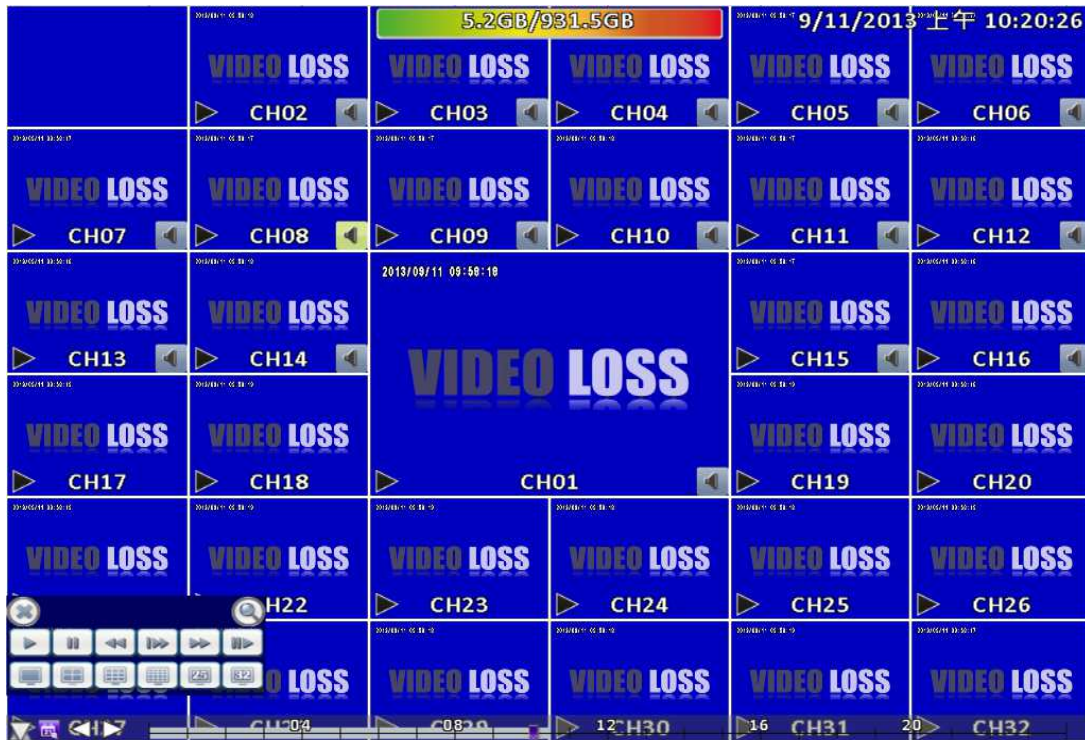 5.2GB/931.5GB
9/11/2013 上午 10:20:26
VIDEO LOSS
CH02
VIDEO LOSS
CH03
VIDEO LOSS
CH04
VIDEO LOSS
CH05
VIDEO LOSS
CH06
VIDEO LOSS
CH07
VIDEO LOSS
CH08
VIDEO LOSS
CH09
VIDEO LOSS
CH10
VIDEO LOSS
CH11
VIDEO LOSS
CH12
VIDEO LOSS
CH13
VIDEO LOSS
CH14
2013/09/11 09:58:18
VIDEO LOSS
CH01
VIDEO LOSS
CH15
VIDEO LOSS
CH16
VIDEO LOSS
CH17
VIDEO LOSS
CH18
VIDEO LOSS
CH19
VIDEO LOSS
CH20
VIDEO LOSS
VIDEO LOSS
H22
VIDEO LOSS
CH23
VIDEO LOSS
CH24
VIDEO LOSS
CH25
VIDEO LOSS
CH26
25
32
LOSS
VIDEO LOSS
VIDEO LOSS
CH30
VIDEO LOSS
CH31
VIDEO LOSS
CH32
04
08
12
16
20